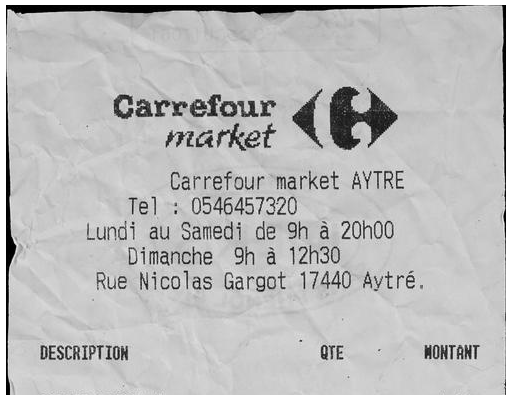 Carrefour
market
Carrefour market AYTRE
Tel : 0546457320
Lundi au Samedi de 9h à 20h00
Dimanche 9h à 12h30
Rue Nicolas Gargot 17440 Aytré.
DESCRIPTION QTE MONTANT